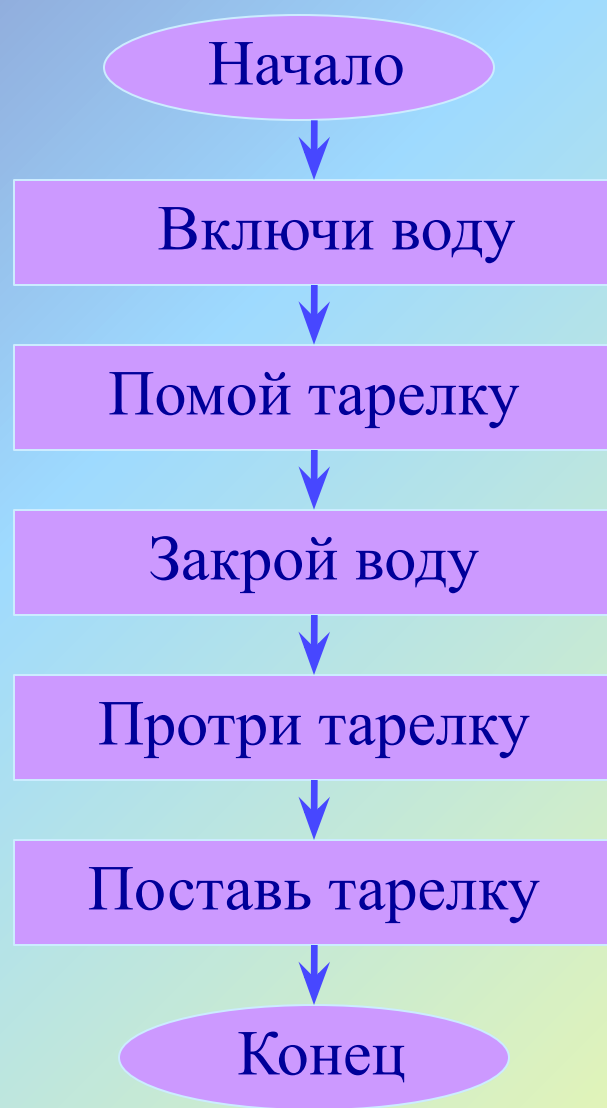 Начало
Включи воду
Помой тарелку
Закрой воду
Протри тарелку
Поставь тарелку
Конец